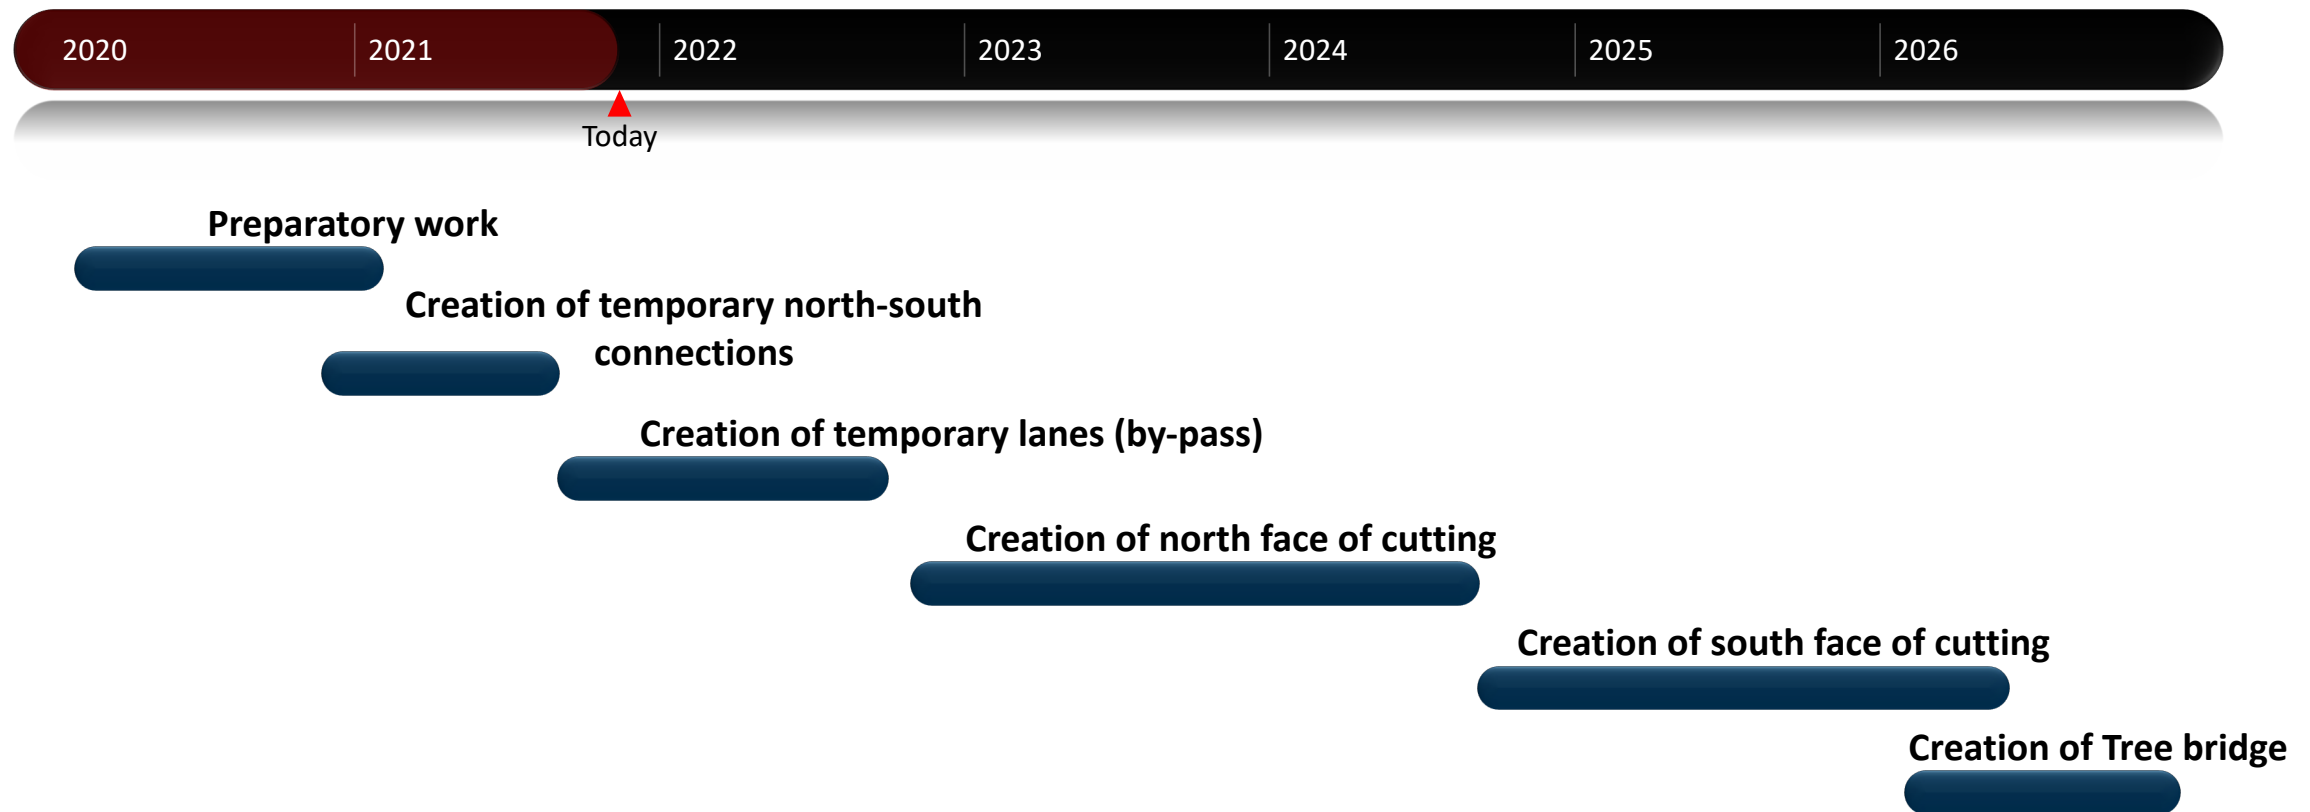 2020 2021 2022 2023 2024 2025 2026
Today
Preparatory work
Creation of temporary north-south
connections
Creation of temporary lanes (by-pass)
Creation of north face of cutting
Creation of south face of cutting
Creation of Tree bridge